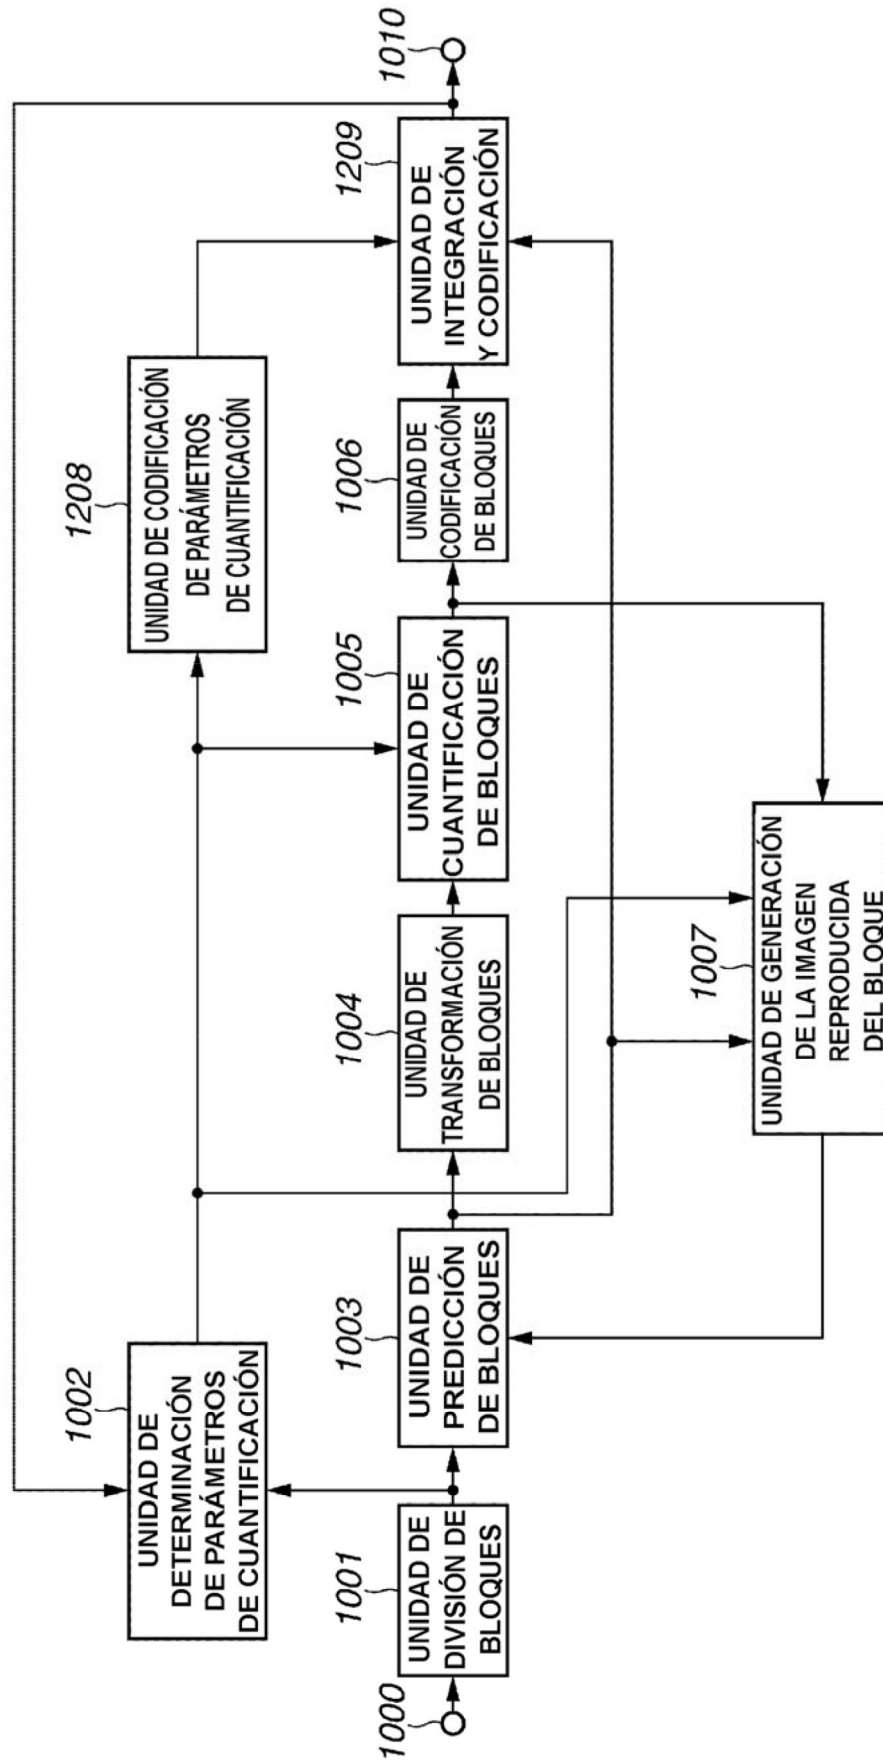 1000
1001
UNIDAD DE
DIVISIÓN DE
BLOQUES
1002
UNIDAD DE
DETERMINACIÓN
DE PARÁMETROS
DE CUANTIFICACIÓN
1003
UNIDAD DE
PREDICCIÓN
DE BLOQUES
1004
UNIDAD DE
TRANSFORMACIÓN
DE BLOQUES
1005
UNIDAD DE
CUANTIFICACIÓN
DE BLOQUES
1006
UNIDAD DE
CODIFICACIÓN
DE BLOQUES
1007
UNIDAD DE GENERACIÓN
DE LA IMAGEN
REPRODUCIDA
DEL BLOQUE
1208
UNIDAD DE CODIFICACIÓN
DE PARÁMETROS
DE CUANTIFICACIÓN
1209
UNIDAD DE
INTEGRACIÓN
Y CODIFICACIÓN
1010